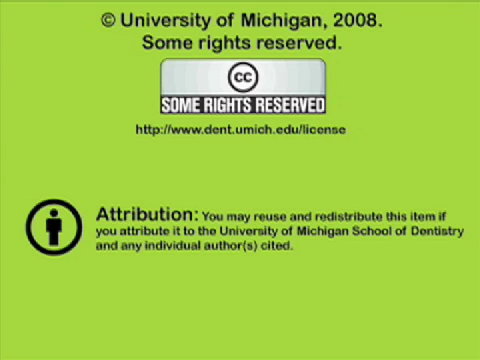 © University of Michigan, 2008.
Some rights reserved.
cc
SOME RIGHTS RESERVED
http://www.dent.umich.edu/license
Attribution: You may reuse and redistribute this item if
you attribute it to the University of Michigan School of Dentistry
and any individual author(s) cited.